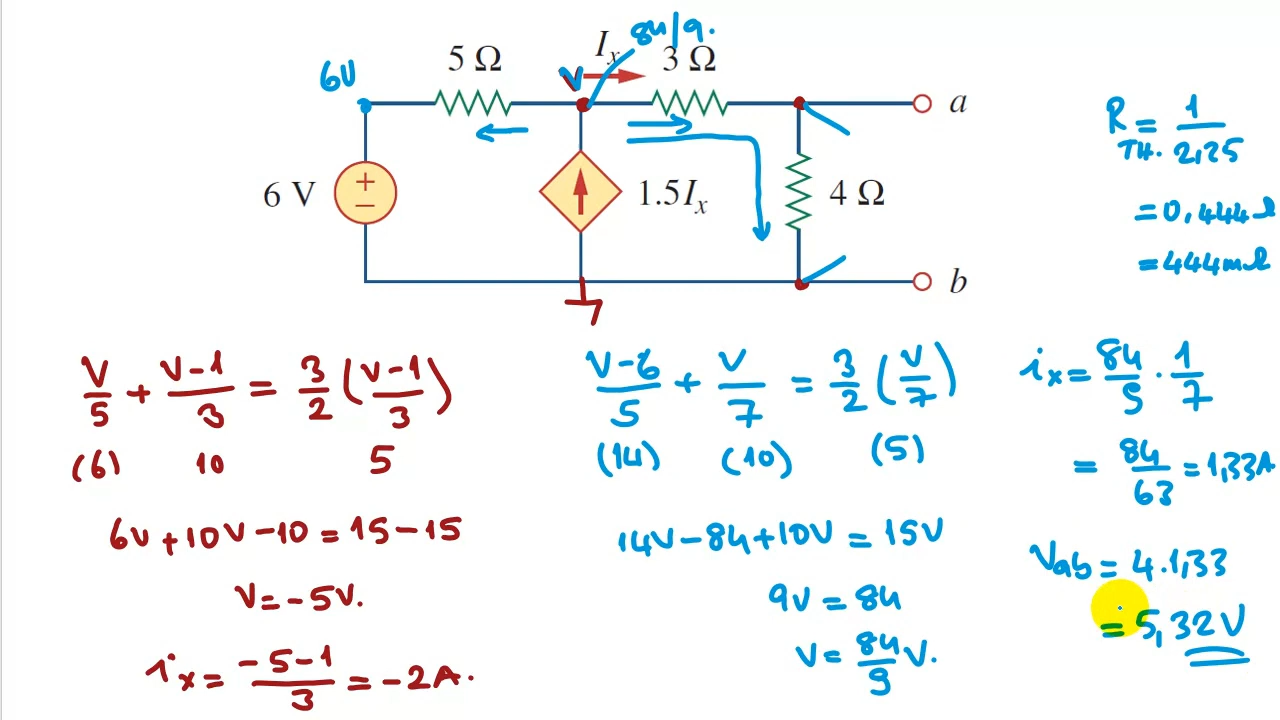 84/9.
Iₓ
6V
5 Ω
V
3 Ω
a
6 V
+
−
1.5Iₓ
4 Ω
b
R TH. = 1/2,25
= 0,444Ω
= 444mΩ
V/5 + V-1/3 = 3/2 (V-1/3)
(6) 10 5
6V + 10V - 10 = 15 - 15
V = -5V.
ix = -5-1/3 = -2A.
V-6/5 + V/7 = 3/2 (V/7)
(14) (10) (5)
14V - 84 + 10V = 15V
9V = 84
V = 84/9 V.
ix = 84/9 · 1/7
= 84/63 = 1,33A
Vab = 4.1,33
= 5,32V